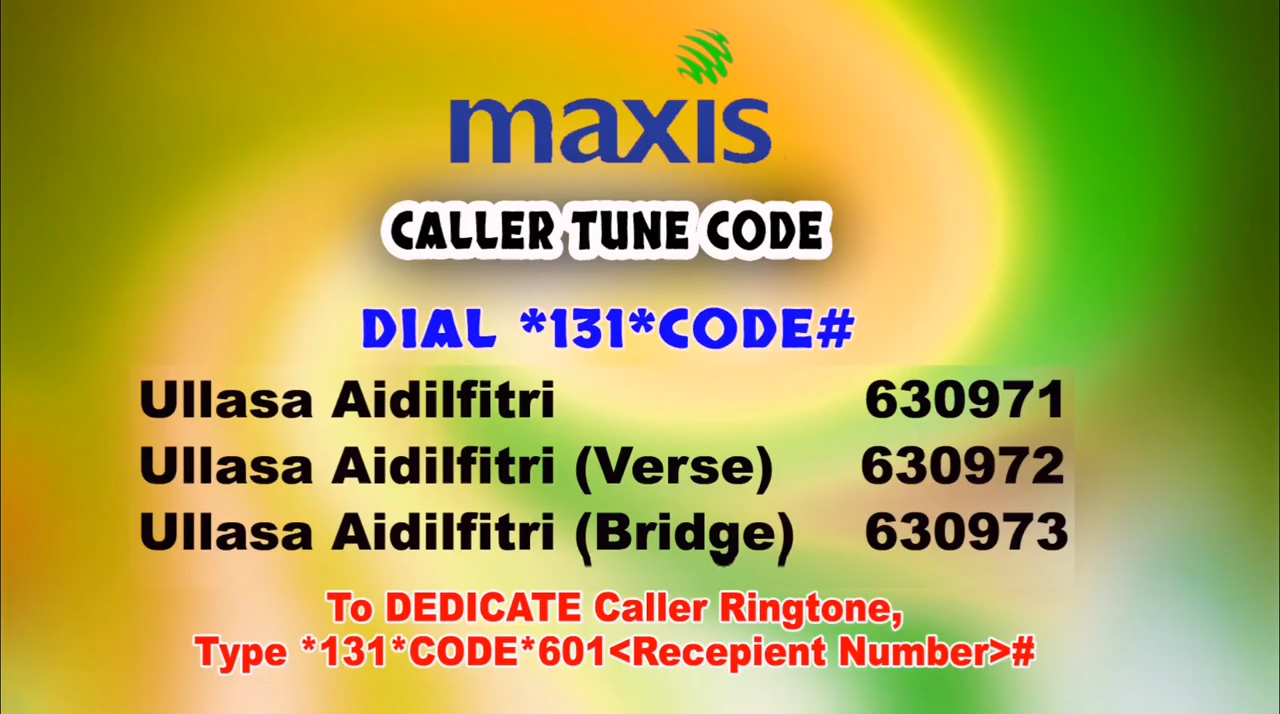 maxis
CALLER TUNE CODE
DIAL *131*CODE#
Ullasa Aidilfitri 630971
Ullasa Aidilfitri (Verse) 630972
Ullasa Aidilfitri (Bridge) 630973
To DEDICATE Caller Ringtone,
Type *131*CODE*601<Recepient Number>#